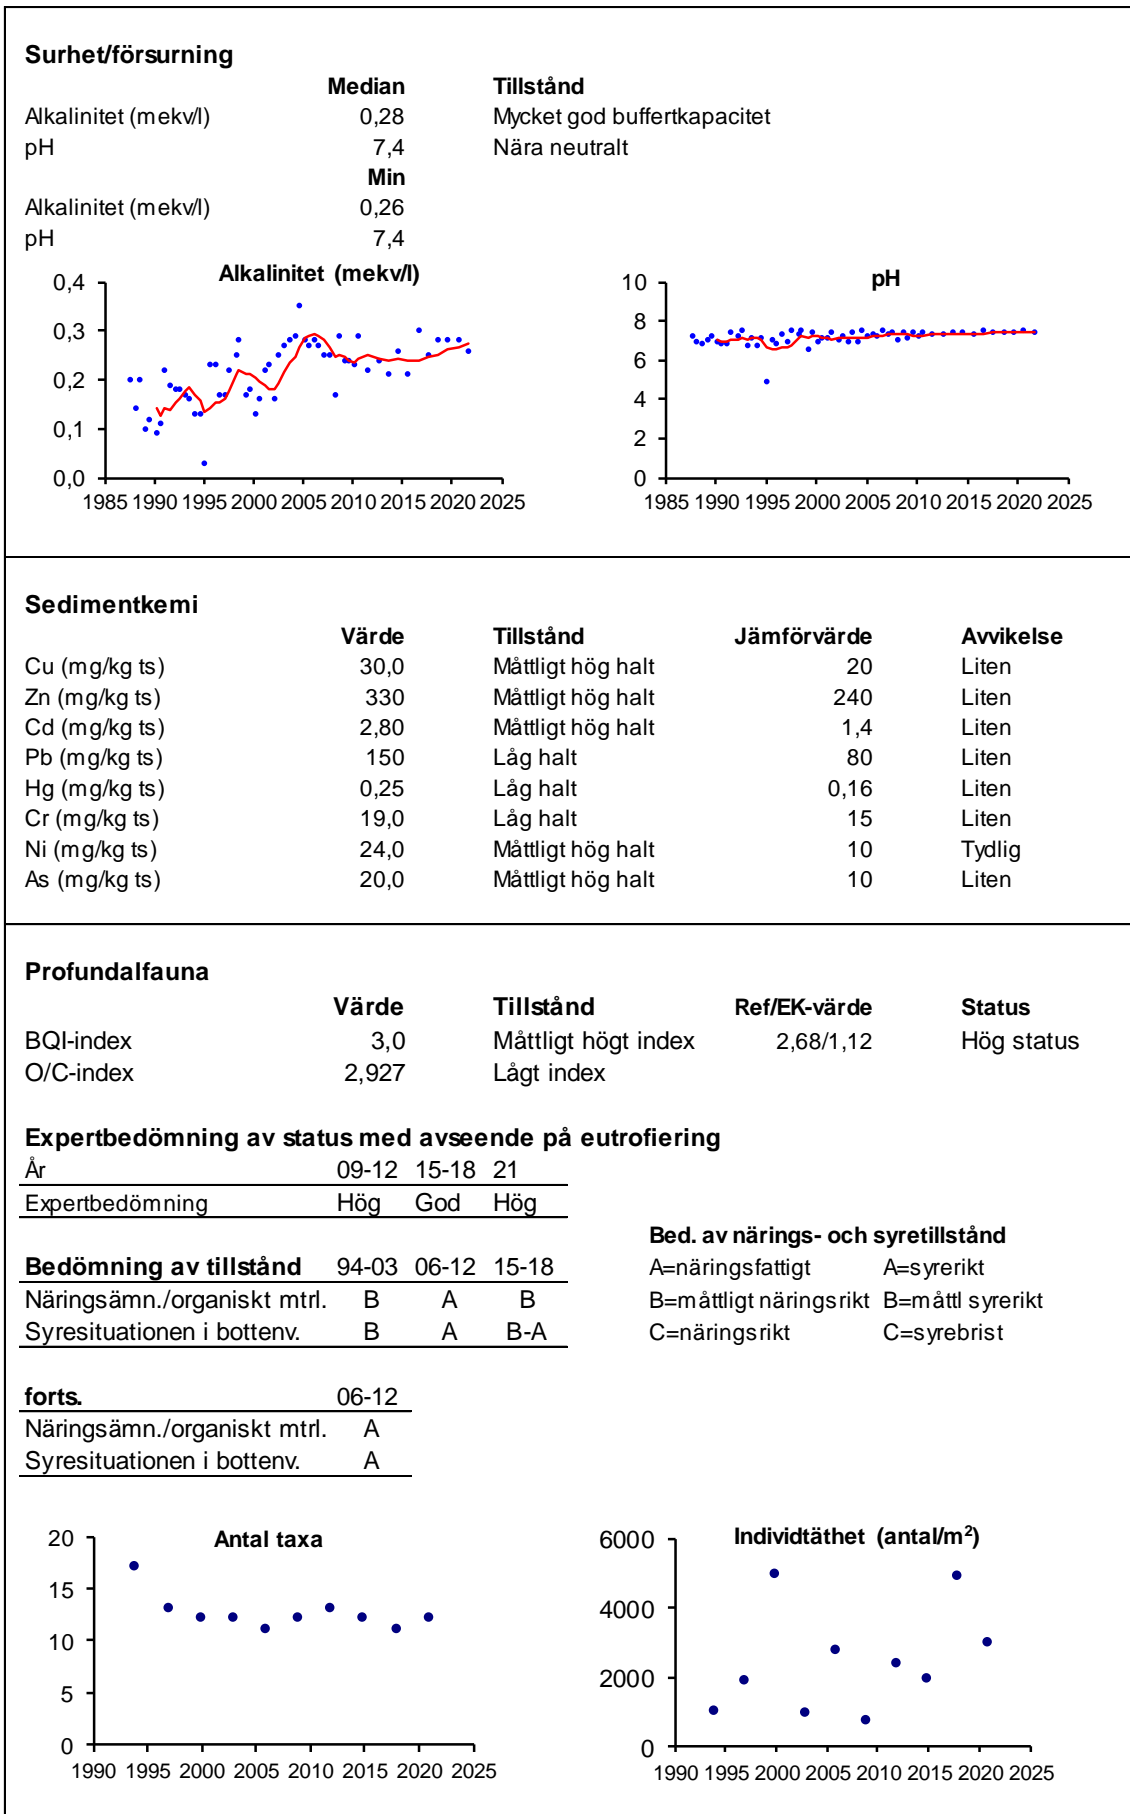 Surhet/försurning
Median Tillstånd
Alkalinitet (mekv/l) 0,28 Mycket god buffertkapacitet
pH 7,4 Nära neutralt
Min
Alkalinitet (mekv/l) 0,26
pH 7,4
Alkalinitet (mekv/l)
0,4
0,3
0,2
0,1
0,0
1985 1990 1995 2000 2005 2010 2015 2020 2025
pH
10
8
6
4
2
0
1985 1990 1995 2000 2005 2010 2015 2020 2025
Sedimentkemi
Värde Tillstånd Jämförvärde Avvikelse
Cu (mg/kg ts) 30,0 Måttligt hög halt 20 Liten
Zn (mg/kg ts) 330 Måttligt hög halt 240 Liten
Cd (mg/kg ts) 2,80 Måttligt hög halt 1,4 Liten
Pb (mg/kg ts) 150 Låg halt 80 Liten
Hg (mg/kg ts) 0,25 Låg halt 0,16 Liten
Cr (mg/kg ts) 19,0 Låg halt 15 Liten
Ni (mg/kg ts) 24,0 Måttligt hög halt 10 Tydlig
As (mg/kg ts) 20,0 Måttligt hög halt 10 Liten
Profundalfauna
Värde Tillstånd Ref/EK-värde Status
BQI-index 3,0 Måttligt högt index 2,68/1,12 Hög status
O/C-index 2,927 Lågt index
Expertbedömning av status med avseende på eutrofiering
År 09-12 15-18 21
Expertbedömning Hög God Hög
Bedömning av tillstånd 94-03 06-12 15-18
Näringsämn./organiskt mtrl. B A B
Syresituationen i bottenv. B A B-A
Bed. av närings- och syretillstånd
A=näringsfattigt A=syrerikt
B=måttligt näringsrikt B=måttl syrerikt
C=näringsrikt C=syrebrist
forts. 06-12
Näringsämn./organiskt mtrl. A
Syresituationen i bottenv. A
Antal taxa
20
15
10
5
0
1990 1995 2000 2005 2010 2015 2020 2025
Individtäthet (antal/m²)
6000
4000
2000
0
1990 1995 2000 2005 2010 2015 2020 2025